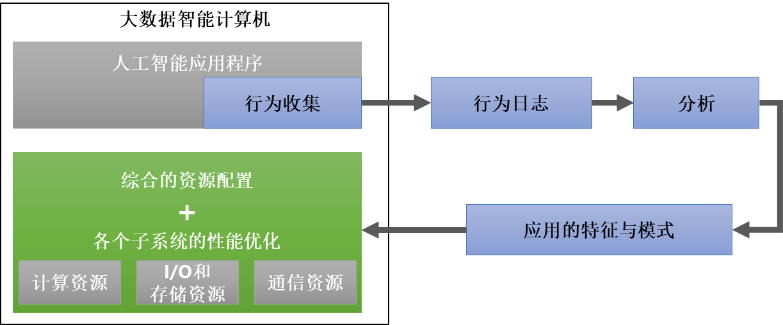 大数据智能计算机
人工智能应用程序
行为收集
行为日志
分析
综合的资源配置
+
各个子系统的性能优化
应用的特征与模式
计算资源
I/O和
存储资源
通信资源